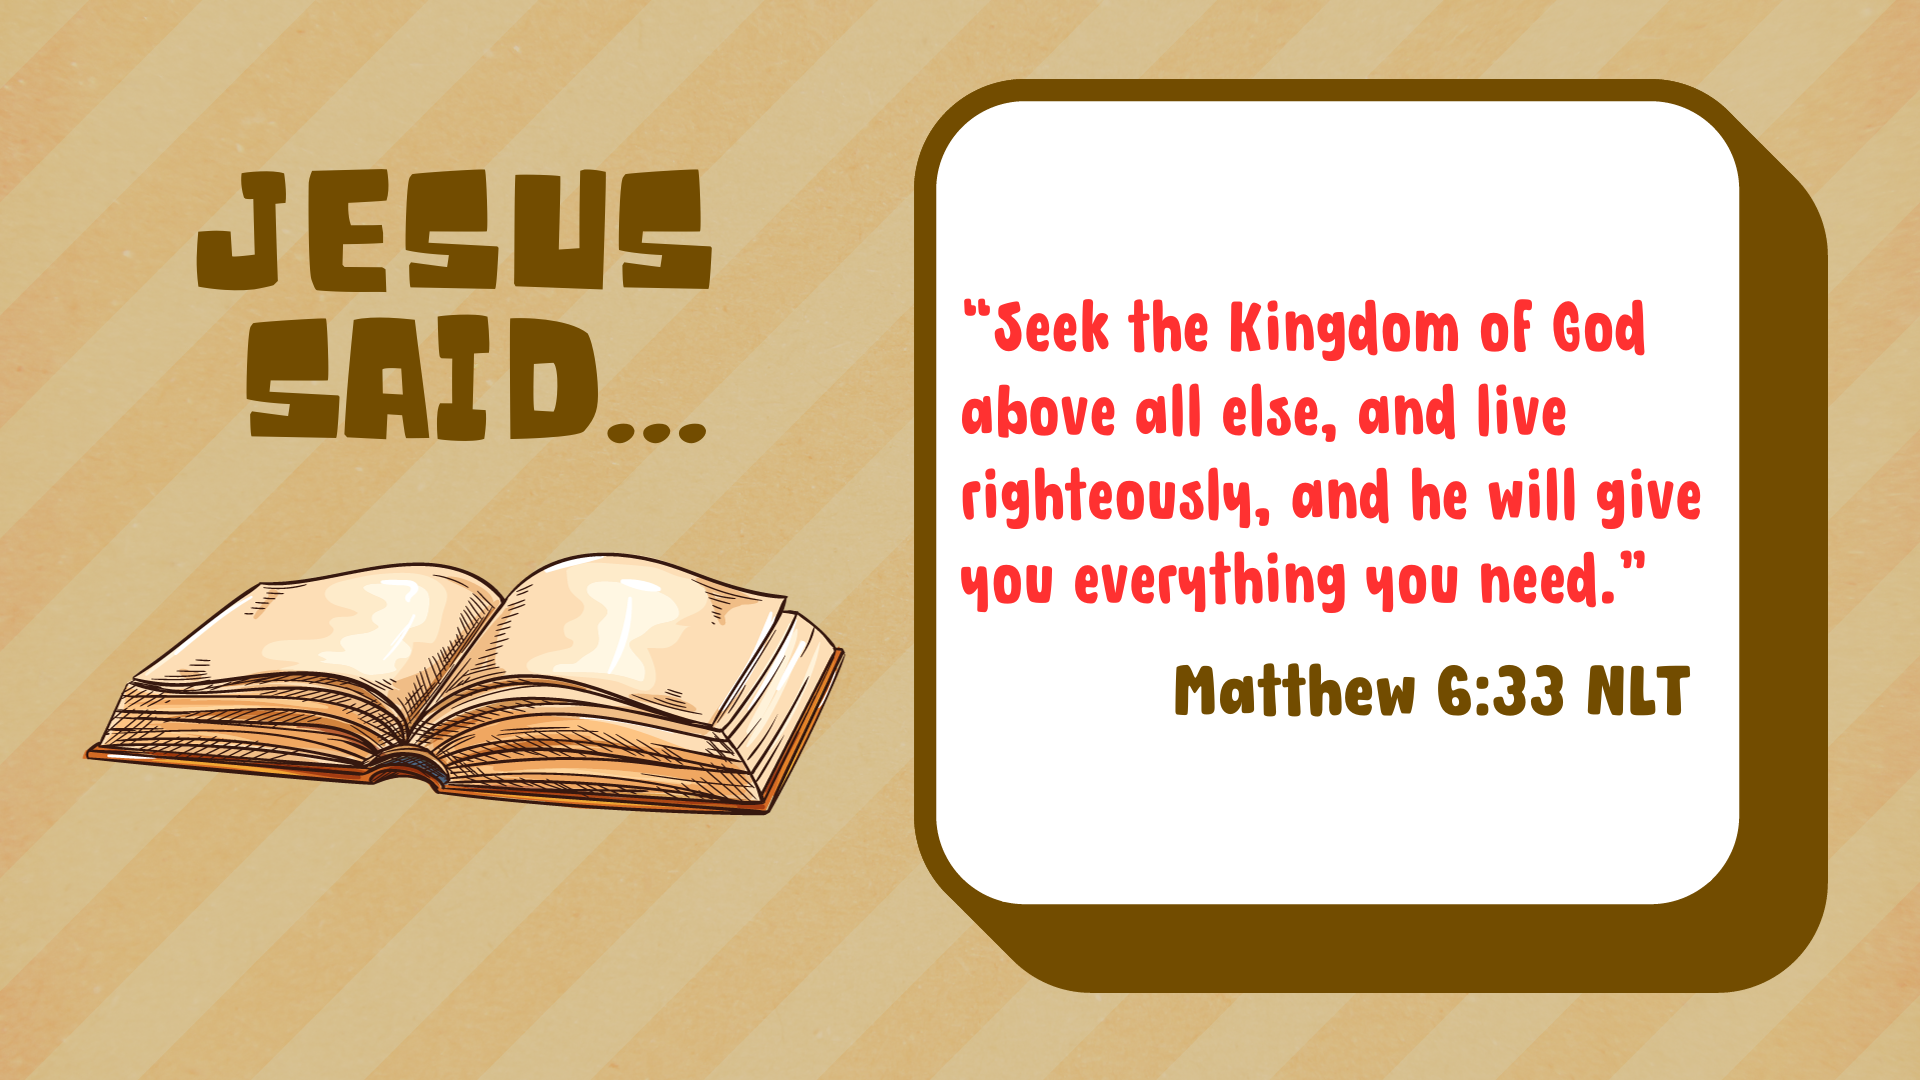 JESUS
SAID...
“Seek the Kingdom of God
above all else, and live
righteously, and he will give
you everything you need.”
Matthew 6:33 NLT